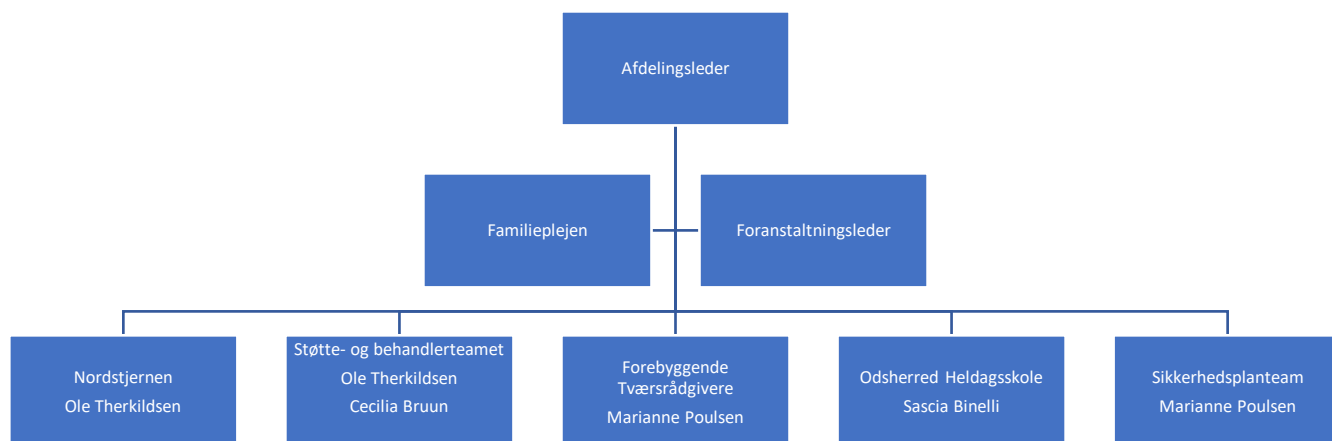 Afdelingsleder
Familieplejen
Foranstaltningsleder
Nordstjernen
Ole Therkildsen
Støtte- og behandlerteamet
Ole Therkildsen
Cecilia Bruun
Forebyggende
Tværsrådgivere
Marianne Poulsen
Odsherred Heldagsskole
Sascia Binelli
Sikkerhedsplanteam
Marianne Poulsen